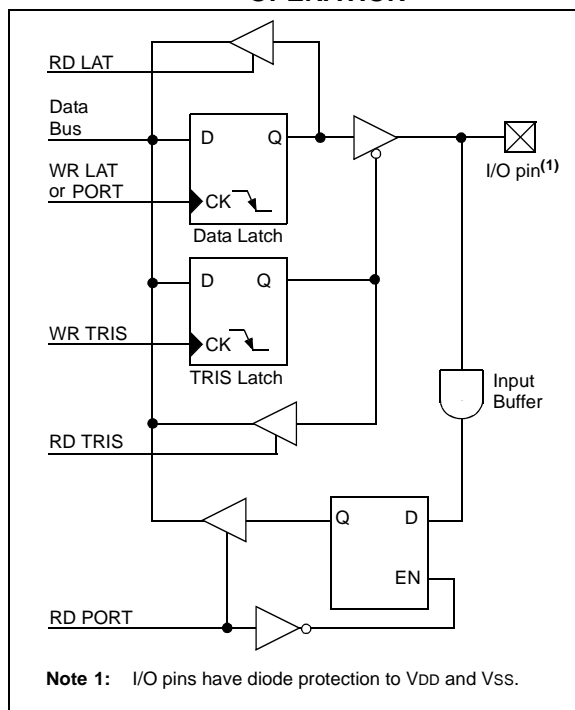 OPERATION
RD LAT
Data
Bus
D Q
WR LAT
or PORT
CK
Data Latch
I/O pin(1)
D Q
WR TRIS
CK
TRIS Latch
Input
Buffer
RD TRIS
Q D
EN
RD PORT
Note 1: I/O pins have diode protection to VDD and VSS.